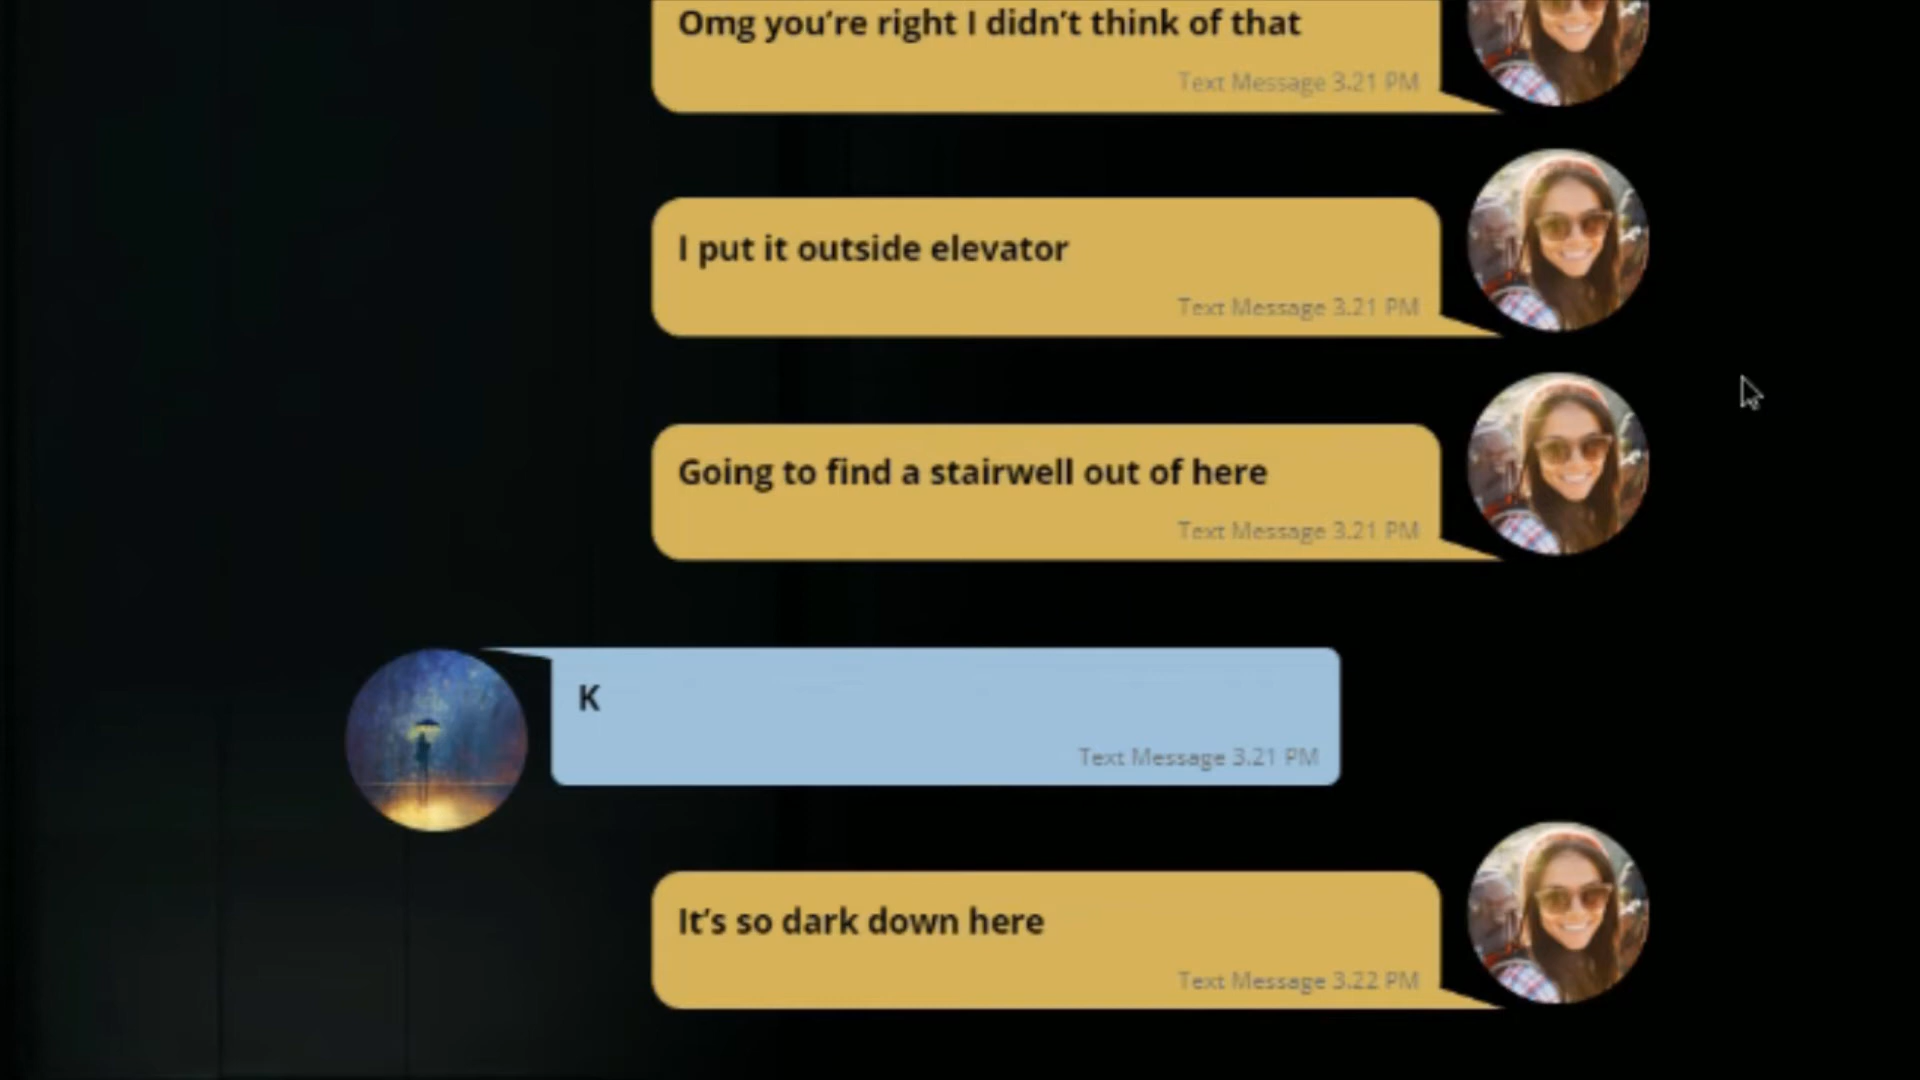 Omg you're right I didn't think of that
Text Message 3.21 PM
I put it outside elevator
Text Message 3.21 PM
Going to find a stairwell out of here
Text Message 3.21 PM
K
Text Message 3.21 PM
It's so dark down here
Text Message 3.22 PM